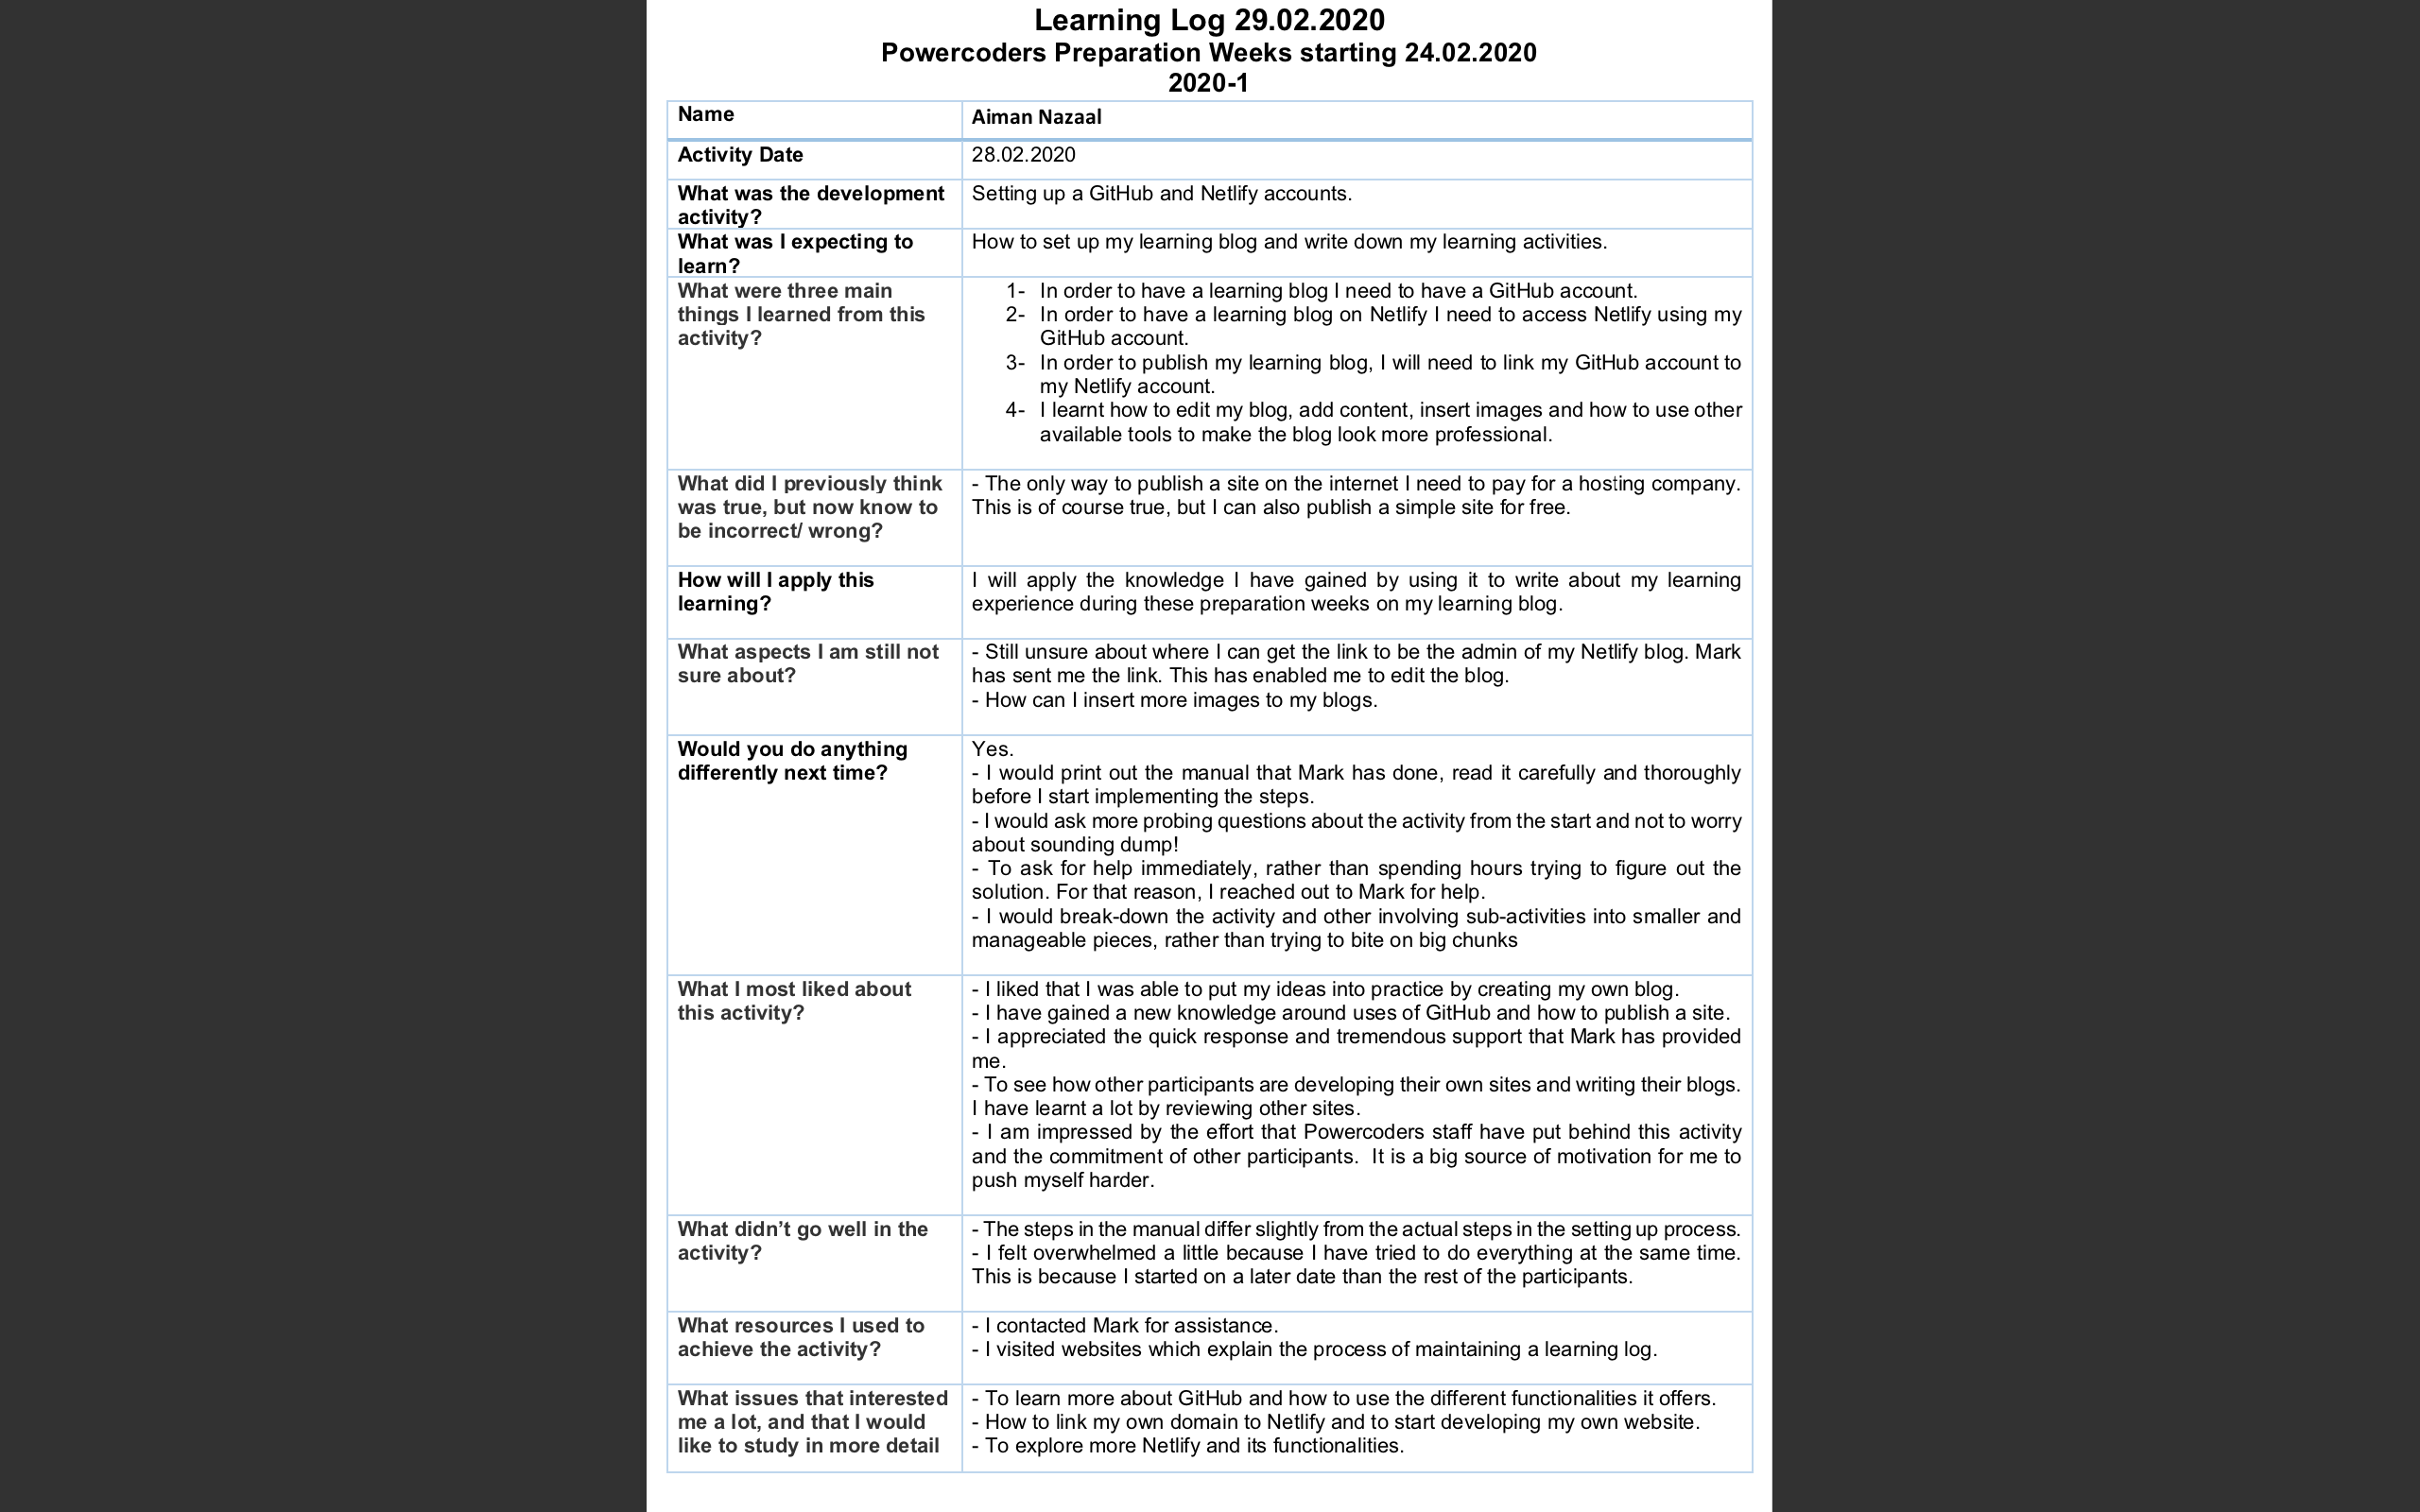 Learning Log 29.02.2020
Powercoders Preparation Weeks starting 24.02.2020
2020-1
Name
Aiman Nazaal
Activity Date
28.02.2020
What was the development
activity?
Setting up a GitHub and Netlify accounts.
What was I expecting to
learn?
How to set up my learning blog and write down my learning activities.
What were three main
things I learned from this
activity?
1- In order to have a learning blog I need to have a GitHub account.
2- In order to have a learning blog on Netlify I need to access Netlify using my
GitHub account.
3- In order to publish my learning blog, I will need to link my GitHub account to
my Netlify account.
4- I learnt how to edit my blog, add content, insert images and how to use other
available tools to make the blog look more professional.
What did I previously think
was true, but now know to
be incorrect/ wrong?
- The only way to publish a site on the internet I need to pay for a hosting company.
This is of course true, but I can also publish a simple site for free.
How will I apply this
learning?
I will apply the knowledge I have gained by using it to write about my learning
experience during these preparation weeks on my learning blog.
What aspects I am still not
sure about?
- Still unsure about where I can get the link to be the admin of my Netlify blog. Mark
has sent me the link. This has enabled me to edit the blog.
- How can I insert more images to my blogs.
Would you do anything
differently next time?
Yes.
- I would print out the manual that Mark has done, read it carefully and thoroughly
before I start implementing the steps.
- I would ask more probing questions about the activity from the start and not to worry
about sounding dump!
- To ask for help immediately, rather than spending hours trying to figure out the
solution. For that reason, I reached out to Mark for help.
- I would break-down the activity and other involving sub-activities into smaller and
manageable pieces, rather than trying to bite on big chunks
What I most liked about
this activity?
- I liked that I was able to put my ideas into practice by creating my own blog.
- I have gained a new knowledge around uses of GitHub and how to publish a site.
- I appreciated the quick response and tremendous support that Mark has provided
me.
- To see how other participants are developing their own sites and writing their blogs.
I have learnt a lot by reviewing other sites.
- I am impressed by the effort that Powercoders staff have put behind this activity
and the commitment of other participants.  It is a big source of motivation for me to
push myself harder.
What didn’t go well in the
activity?
- The steps in the manual differ slightly from the actual steps in the setting up process.
- I felt overwhelmed a little because I have tried to do everything at the same time.
This is because I started on a later date than the rest of the participants.
What resources I used to
achieve the activity?
- I contacted Mark for assistance.
- I visited websites which explain the process of maintaining a learning log.
What issues that interested
me a lot, and that I would
like to study in more detail
- To learn more about GitHub and how to use the different functionalities it offers.
- How to link my own domain to Netlify and to start developing my own website.
- To explore more Netlify and its functionalities.